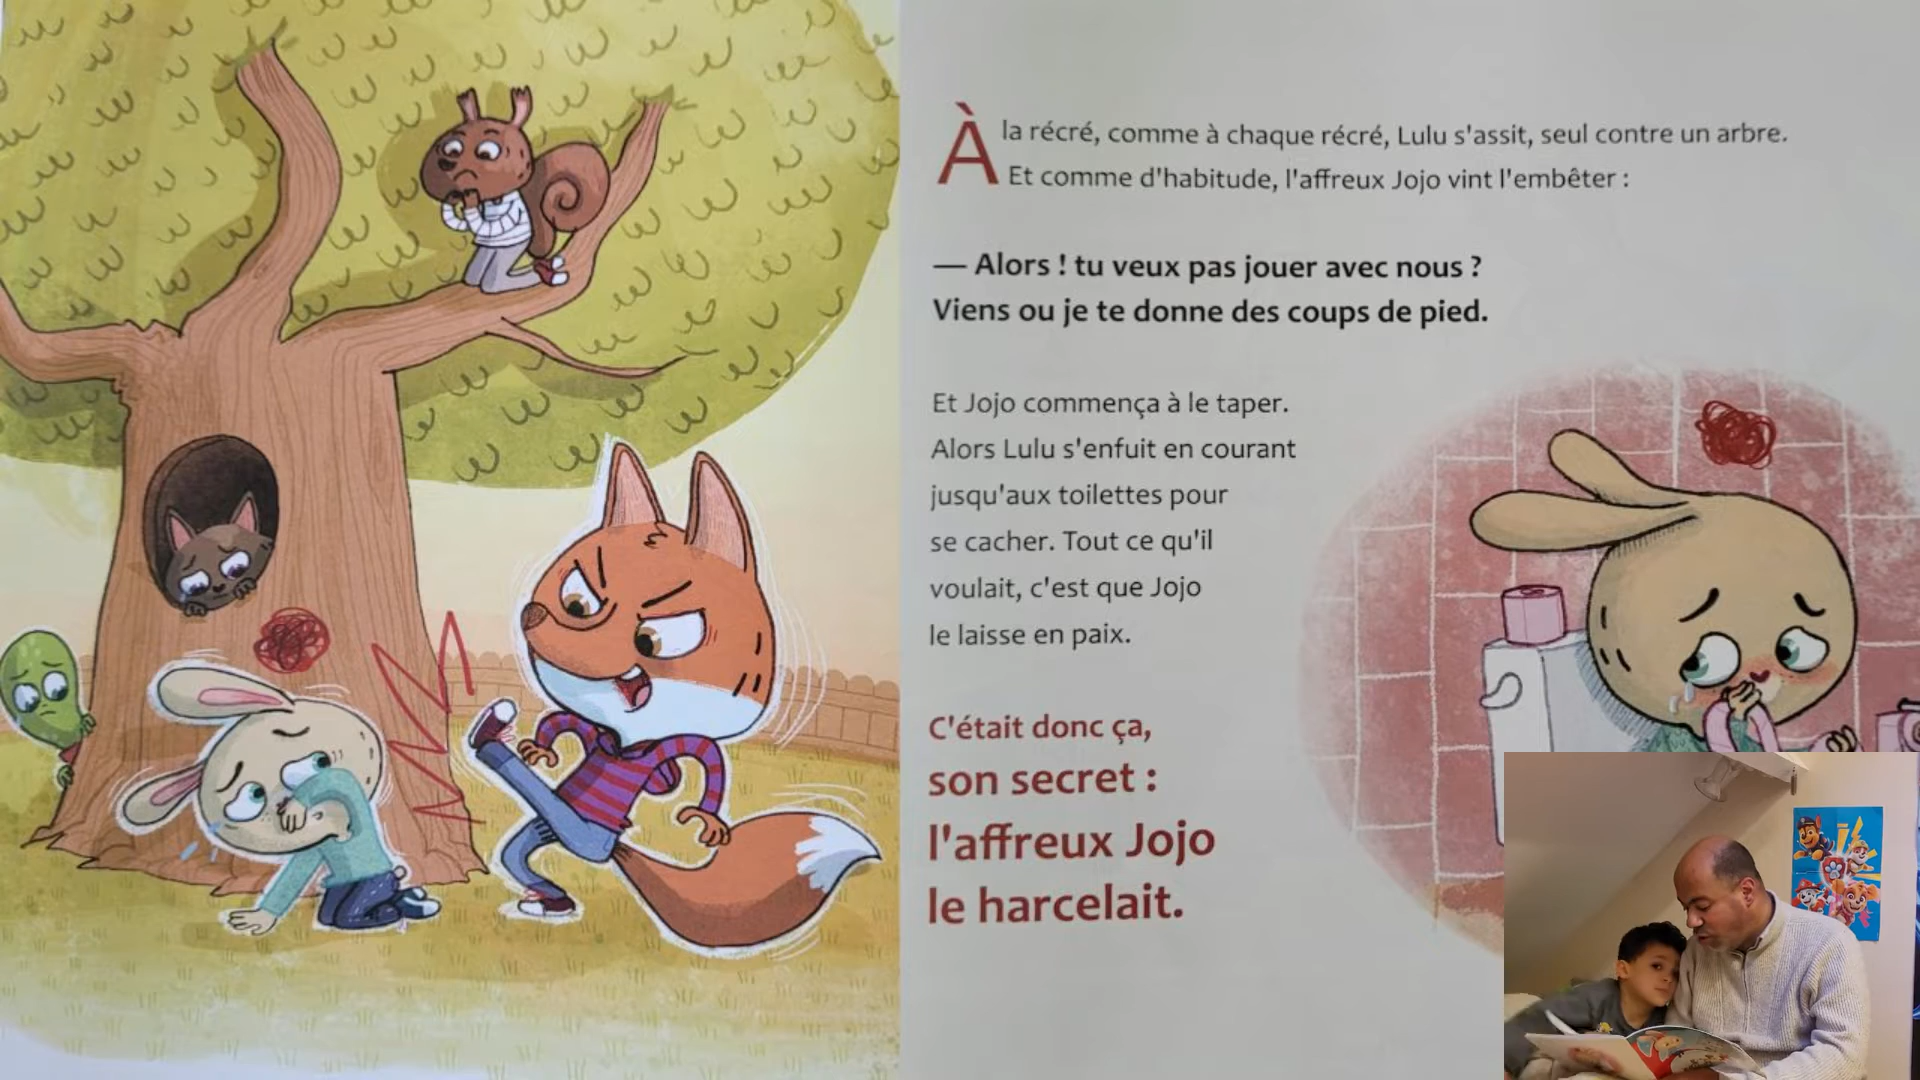 À la récré, comme à chaque récré, Lulu s'assit, seul contre un arbre.
Et comme d'habitude, l'affreux Jojo vint l'embêter :
— Alors ! tu veux pas jouer avec nous ?
Viens ou je te donne des coups de pied.
Et Jojo commença à le taper.
Alors Lulu s'enfuit en courant
jusqu'aux toilettes pour
se cacher. Tout ce qu'il
voulait, c'est que Jojo
le laisse en paix.
C'était donc ça,
son secret :
l'affreux Jojo
le harcelait.